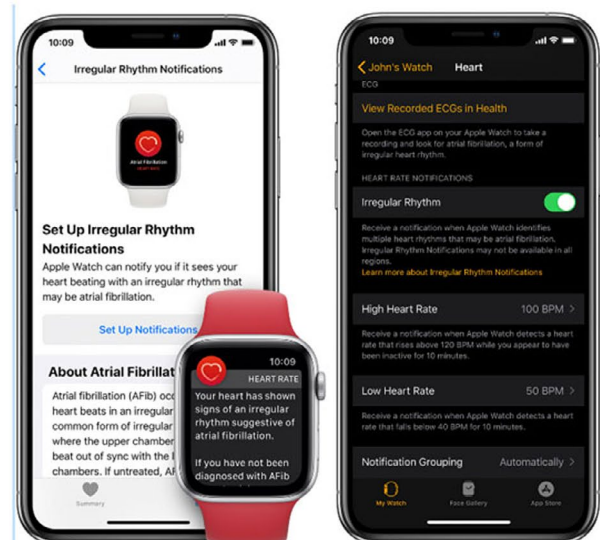 10:09
Irregular Rhythm Notifications
Atrial Fibrillation
HEART RATE
Set Up Irregular Rhythm
Notifications
Apple Watch can notify you if it sees your
heart beating with an irregular rhythm that
may be atrial fibrillation.
Set Up Notifications
About Atrial Fibrillat
Atrial fibrillation (AFib) occ
heart beats in an irregular
common form of irregular
where the upper chamber
beat out of sync with the l
chambers. If untreated, AF
Summary
10:09
HEART RATE
Your heart has shown
signs of an irregular
rhythm suggestive of
atrial fibrillation.
If you have not been
diagnosed with AFib
10:09
John's Watch
Heart
ECG
View Recorded ECGs in Health
Open the ECG app on your Apple Watch to take a
recording and look for atrial fibrillation, a form of
irregular heart rhythm.
HEART RATE NOTIFICATIONS
Irregular Rhythm
Receive a notification when Apple Watch identifies
multiple heart rhythms that may be atrial fibrillation.
Irregular Rhythm Notifications may not be available in all
regions.
Learn more about Irregular Rhythm Notifications
High Heart Rate 100 BPM >
Receive a notification when Apple Watch detects a heart
rate that rises above 120 BPM while you appear to have
been inactive for 10 minutes.
Low Heart Rate 50 BPM >
Receive a notification when Apple Watch detects a heart
rate that falls below 40 BPM for 10 minutes.
Notification Grouping Automatically >
My Watch
Face Gallery
App Store